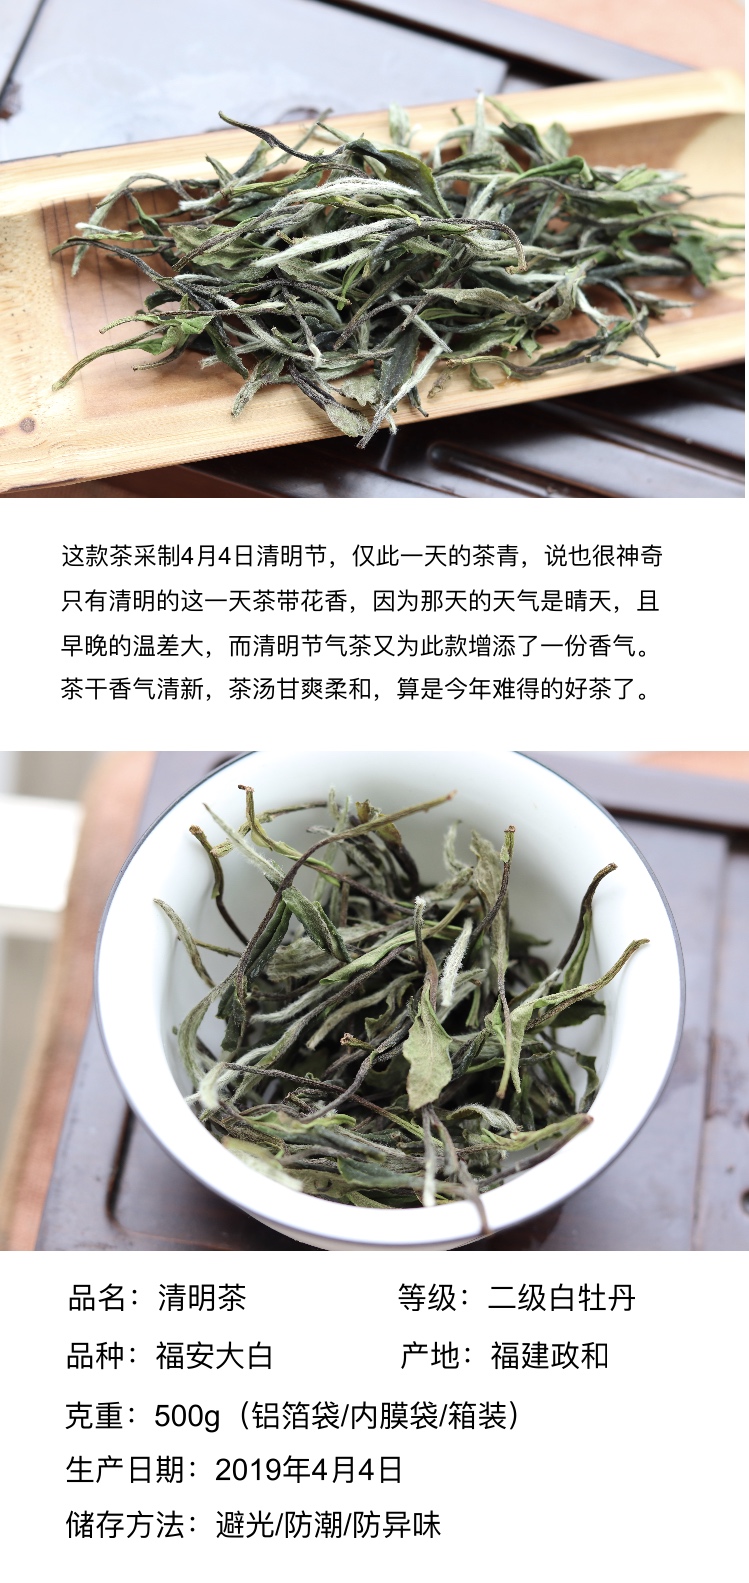 这款茶采制4月4日清明节，仅此一天的茶青，说也很神奇
只有清明的这一天茶带花香，因为那天的天气是晴天，且
早晚的温差大，而清明节气茶又为此款增添了一份香气。
茶干香气清新，茶汤甘爽柔和，算是今年难得的好茶了。
品名：清明茶 等级：二级白牡丹
品种：福安大白 产地：福建政和
克重：500g（铝箔袋/内膜袋/箱装）
生产日期：2019年4月4日
储存方法：避光/防潮/防异味